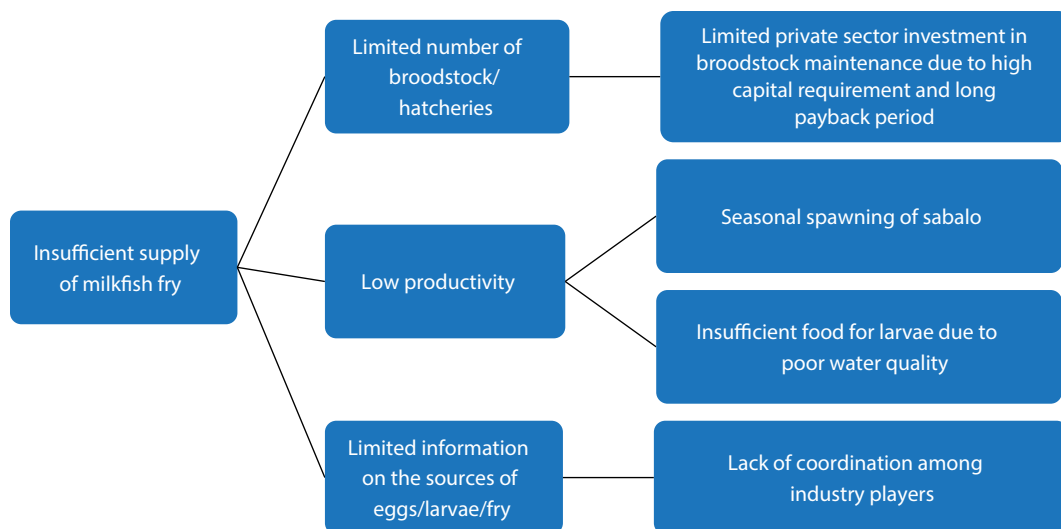 Insufficient supply
of milkfish fry
Limited number of
broodstock/
hatcheries
Limited private sector investment in
broodstock maintenance due to high
capital requirement and long
payback period
Low productivity
Seasonal spawning of sabalo
Insufficient food for larvae due to
poor water quality
Limited information
on the sources of
eggs/larvae/fry
Lack of coordination among
industry players